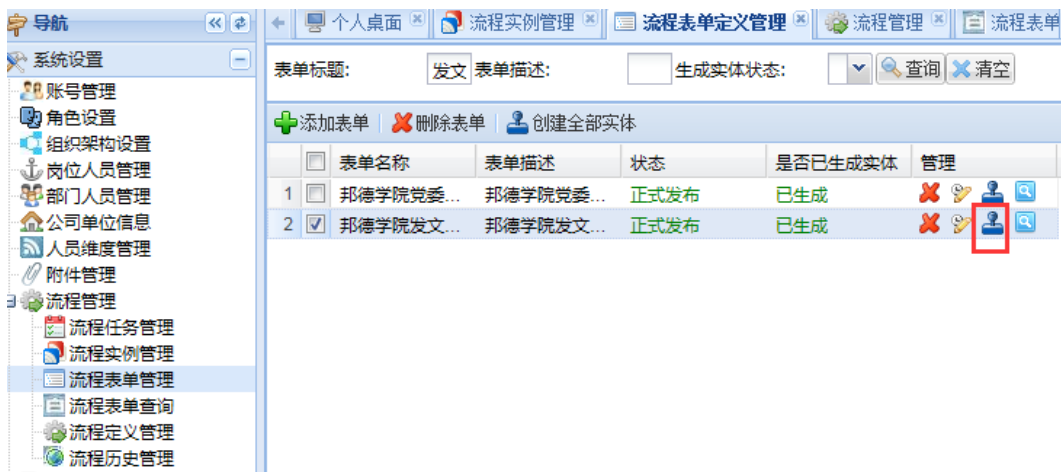 导航
系统设置
账号管理
角色设置
组织架构设置
岗位人员管理
部门人员管理
公司单位信息
人员维度管理
附件管理
流程管理
流程任务管理
流程实例管理
流程表单管理
流程表单查询
流程定义管理
流程历史管理
个人桌面 流程实例管理 流程表单定义管理 流程管理 流程表单
表单标题: 发文 表单描述: 生成实体状态: 查询 清空
添加表单 删除表单 创建全部实体
表单名称 表单描述 状态 是否已生成实体 管理
1 邦德学院党委... 邦德学院党委... 正式发布 已生成
2 邦德学院发文... 邦德学院发文... 正式发布 已生成